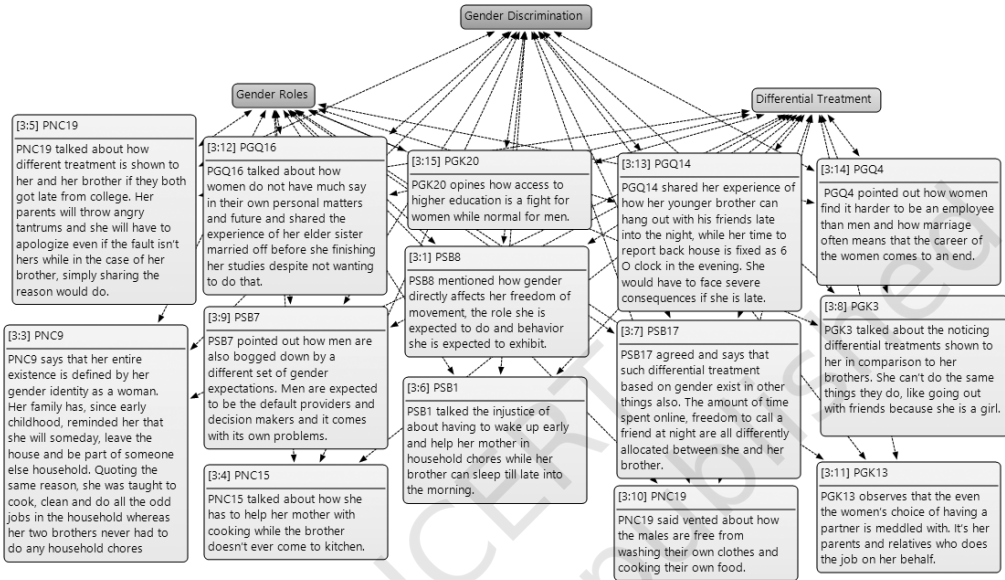 Gender Discrimination
Gender Roles
Differential Treatment
[3:5] PNC19
PNC19 talked about how
different treatment is shown to
her and her brother if they both
got late from college. Her
parents will throw angry
tantrums and she will have to
apologize even if the fault isn't
hers while in the case of her
brother, simply sharing the
reason would do.
[3:12] PGQ16
PGQ16 talked about how
women do not have much say
in their own personal matters
and future and shared the
experience of her elder sister
married off before she finishing
her studies despite not wanting
to do that.
[3:15] PGK20
PGK20 opines how access to
higher education is a fight for
women while normal for men.
[3:13] PGQ14
PGQ14 shared her experience of
how her younger brother can
hang out with his friends late
into the night, while her time to
report back house is fixed as 6
O clock in the evening. She
would have to face severe
consequences if she is late.
[3:14] PGQ4
PGQ4 pointed out how women
find it harder to be an employee
than men and how marriage
often means that the career of
the women comes to an end.
[3:1] PSB8
PSB8 mentioned how gender
directly affects her freedom of
movement, the role she is
expected to do and behavior
she is expected to exhibit.
[3:3] PNC9
PNC9 says that her entire
existence is defined by her
gender identity as a woman.
Her family has, since early
childhood, reminded her that
she will someday, leave the
house and be part of someone
else household. Quoting the
same reason, she was taught to
cook, clean and do all the odd
jobs in the household whereas
her two brothers never had to
do any household chores
[3:9] PSB7
PSB7 pointed out how men are
also bogged down by a
different set of gender
expectations. Men are expected
to be the default providers and
decision makers and it comes
with its own problems.
[3:7] PSB17
PSB17 agreed and says that
such differential treatment
based on gender exist in other
things also. The amount of time
spent online, freedom to call a
friend at night are all differently
allocated between she and her
brother.
[3:8] PGK3
PGK3 talked about the noticing
differential treatments shown to
her in comparison to her
brothers. She can't do the same
things they do, like going out
with friends because she is a girl.
[3:6] PSB1
PSB1 talked the injustice of
about having to wake up early
and help her mother in
household chores while her
brother can sleep till late into
the morning.
[3:4] PNC15
PNC15 talked about how she
has to help her mother with
cooking while the brother
doesn't ever come to kitchen.
[3:10] PNC19
PNC19 said vented about how
the males are free from
washing their own clothes and
cooking their own food.
[3:11] PGK13
PGK13 observes that the even
the women's choice of having a
partner is meddled with. It's her
parents and relatives who does
the job on her behalf.